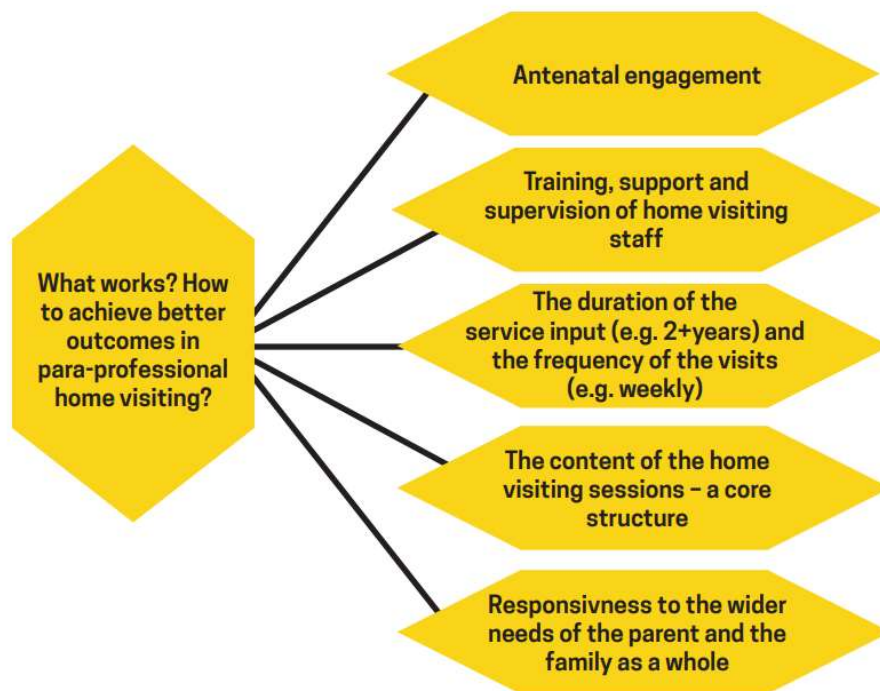 Antenatal engagement
Training, support and
supervision of home visiting
staff
What works? How
to achieve better
outcomes in
para-professional
home visiting?
The duration of the
service input (e.g. 2+years) and
the frequency of the visits
(e.g. weekly)
The content of the home
visiting sessions – a core
structure
Responsivness to the wider
needs of the parent and the
family as a whole